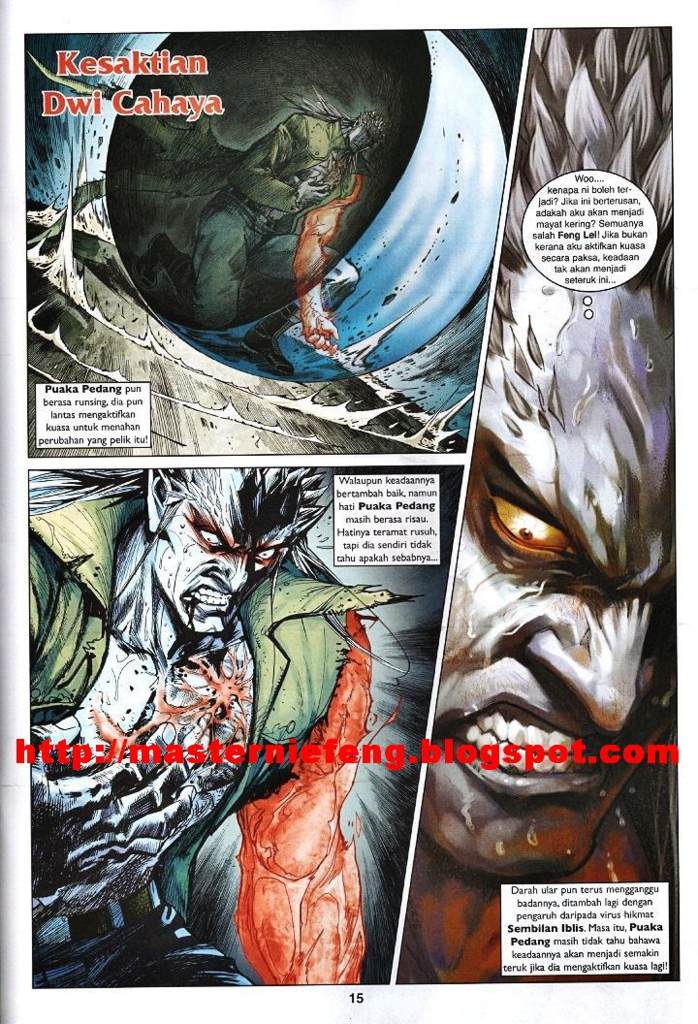 Kesaktian
Dwi Cahaya
Puaka Pedang pun
berasa runsing, dia pun
lantas mengaktifkan
kuasa untuk menahan
perubahan yang pelik itu!
Woo....
kenapa ni boleh ter-
jadi? Jika ini berterusan,
adakah aku akan menjadi
mayat kering? Semuanya
salah Feng Lei! Jika bukan
kerana aku aktifkan kuasa
secara paksa, keadaan
tak akan menjadi
seteruk ini...
Walaupun keadaannya
bertambah baik, namun
hati Puaka Pedang
masih berasa risau.
Hatinya teramat rusuh,
tapi dia sendiri tidak
tahu apakah sebabnya...
http://masterniefeng.blogspot.com
Darah ular pun terus mengganggu
badannya, ditambah lagi dengan
pengaruh daripada virus hikmat
Sembilan Iblis. Masa itu, Puaka
Pedang masih tidak tahu bahawa
keadaannya akan menjadi semakin
teruk jika dia mengaktifkan kuasa lagi!
15